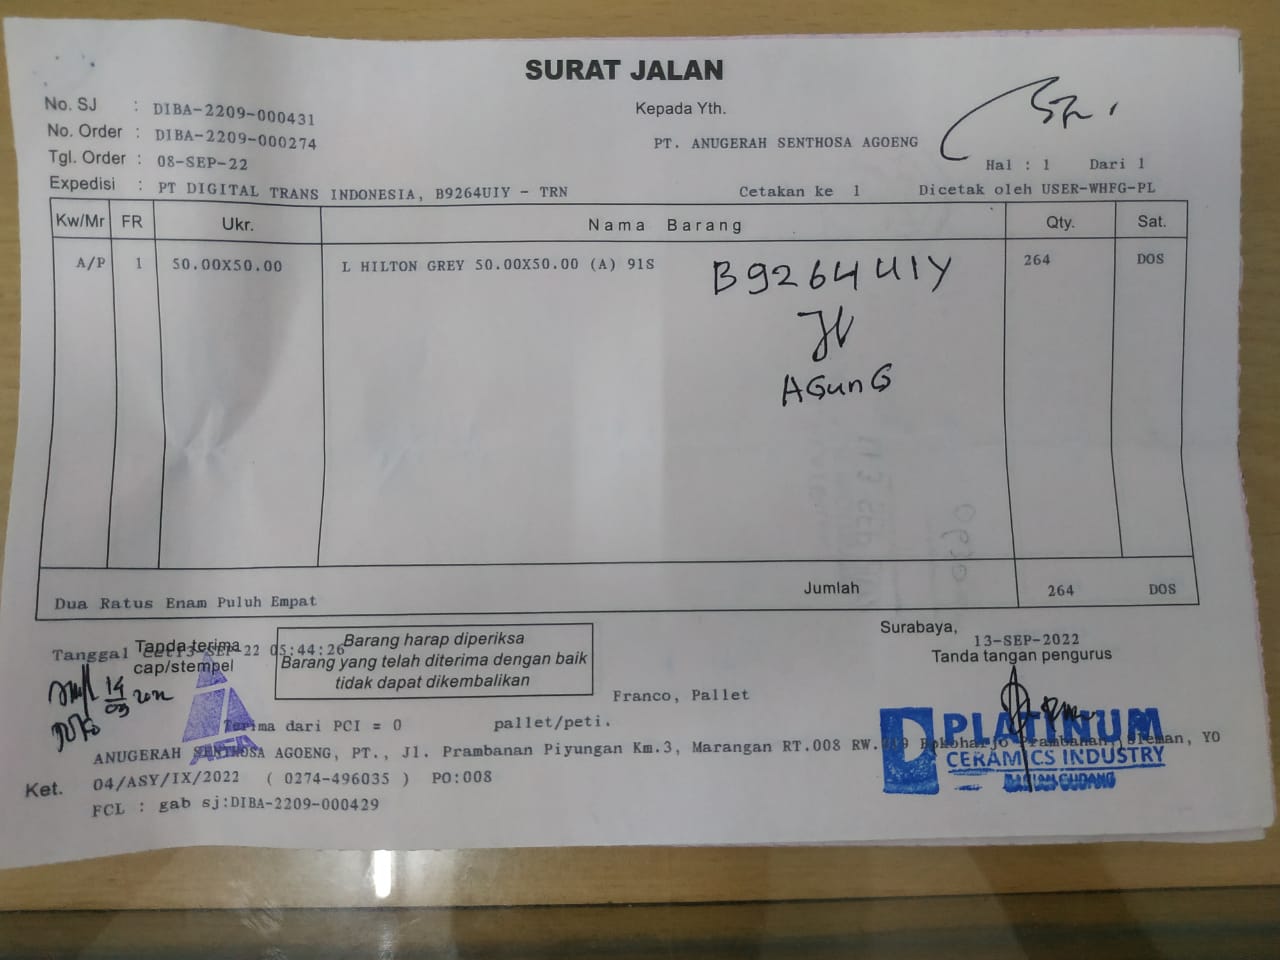 SURAT JALAN
No. SJ : DIBA-2209-000431
No. Order : DIBA-2209-000274
Tgl. Order : 08-SEP-22
Expedisi : PT DIGITAL TRANS INDONESIA, B9264UIY - TRN
Kepada Yth.
PT. ANUGERAH SENTHOSA AGOENG
Hal : 1 Dari 1
Cetakan ke 1 Dicetak oleh USER-WHFG-PL
Kw/Mr FR Ukr. Nama Barang Qty. Sat.
A/P 1 50.00X50.00 L HILTON GREY 50.00X50.00 (A) 91S 264 DOS
B9264UIY
AGunG
Dua Ratus Enam Puluh Empat Jumlah 264 DOS
Tanda terima
cap/stempel
Tanggal 13-SEP-22 05:44:26
Barang harap diperiksa
Barang yang telah diterima dengan baik
tidak dapat dikembalikan
Surabaya,
13-SEP-2022
Tanda tangan pengurus
Franco, Pallet
Terima dari PCI = 0 pallet/peti.
PLATINUM
CERAMICS INDUSTRY
BAGIAN GUDANG
ANUGERAH SENTHOSA AGOENG, PT., Jl. Prambanan Piyungan Km.3, Marangan RT.008 RW. Prambanan, Sleman, YO
Ket. 04/ASY/IX/2022 ( 0274-496035 ) PO:008
FCL : gab sj:DIBA-2209-000429